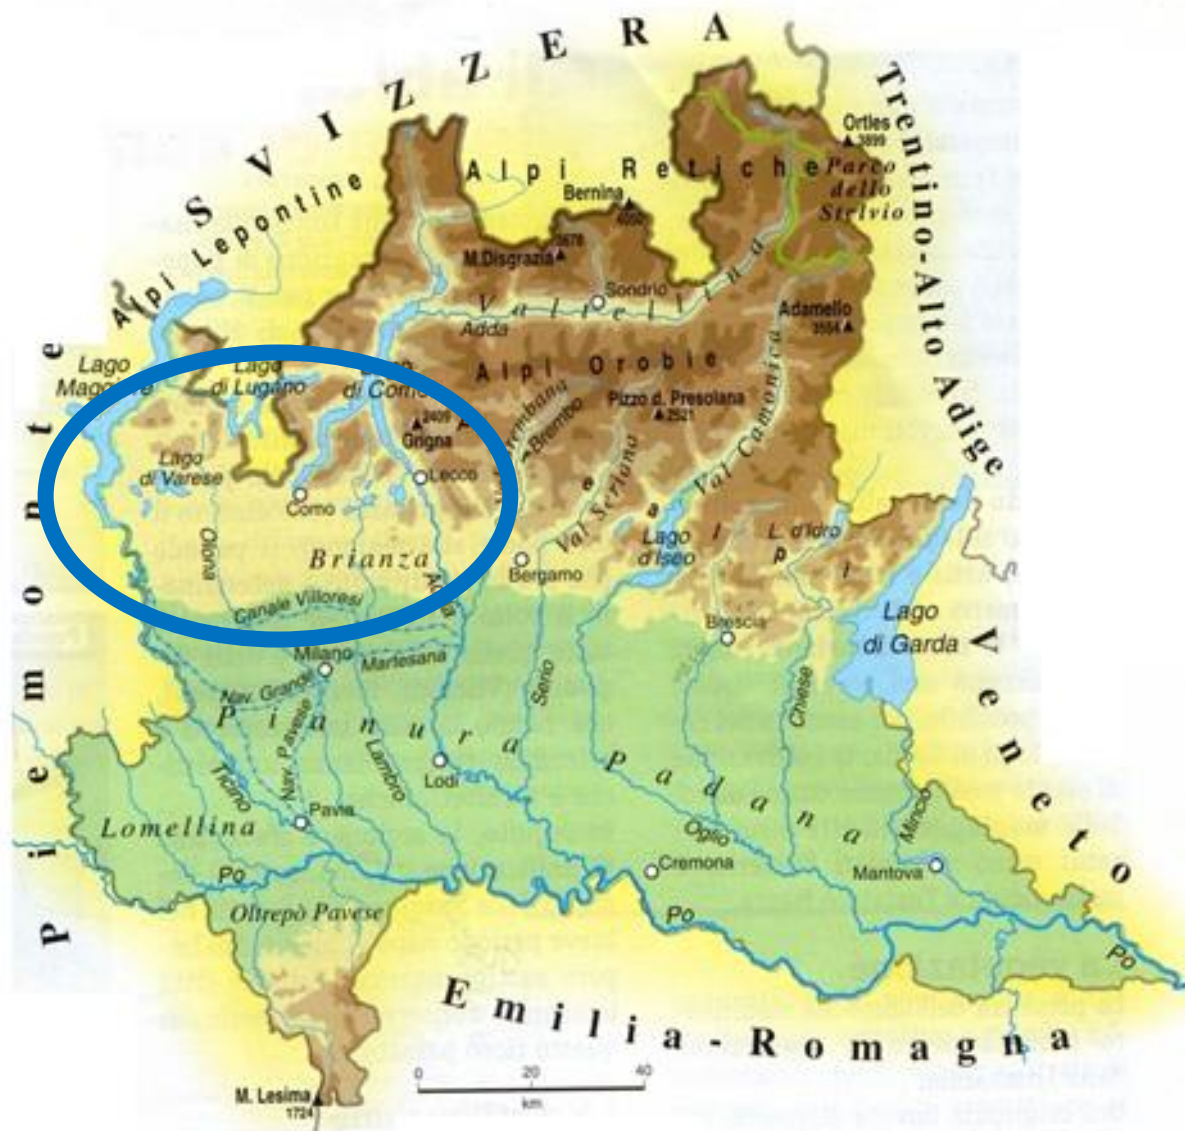 SVIZZERA
Trentino-Alto Adige
Ortles
3899
Alpi Retiche
Parco
dello
Stelvio
Alpi Lepontine
Bernina
4050
3678
M.Disgrazia
Sondrio
Valtellina
Adda
Adamello
3554
Lago
Maggiore
Lago
di Lugano
Lago
di Como
Alpi Orobie
Val Camonica
Pizzo d. Presolana
2521
Brembo
2409
Grigna
P
r
e
a
l
p
i
Lago
di Varese
Lecco
Como
Val Seriana
Lago
d'Iseo
L. d'Idro
Olona
Brianza
Bergamo
Adda
Canale Villoresi
Lago
di Garda
Brescia
Milano
Martesana
Nav. Grande
Serio
Chiese
Piemonte
Veneto
Pianura Padana
Nav. Pavese
Ticino
Lambro
Lodi
Pavia
Lomellina
Mincio
Oglio
Cremona
Mantova
Po
Oltrepò Pavese
Po
Po
Emilia-Romagna
0 20 40
km
M. Lesima
1724